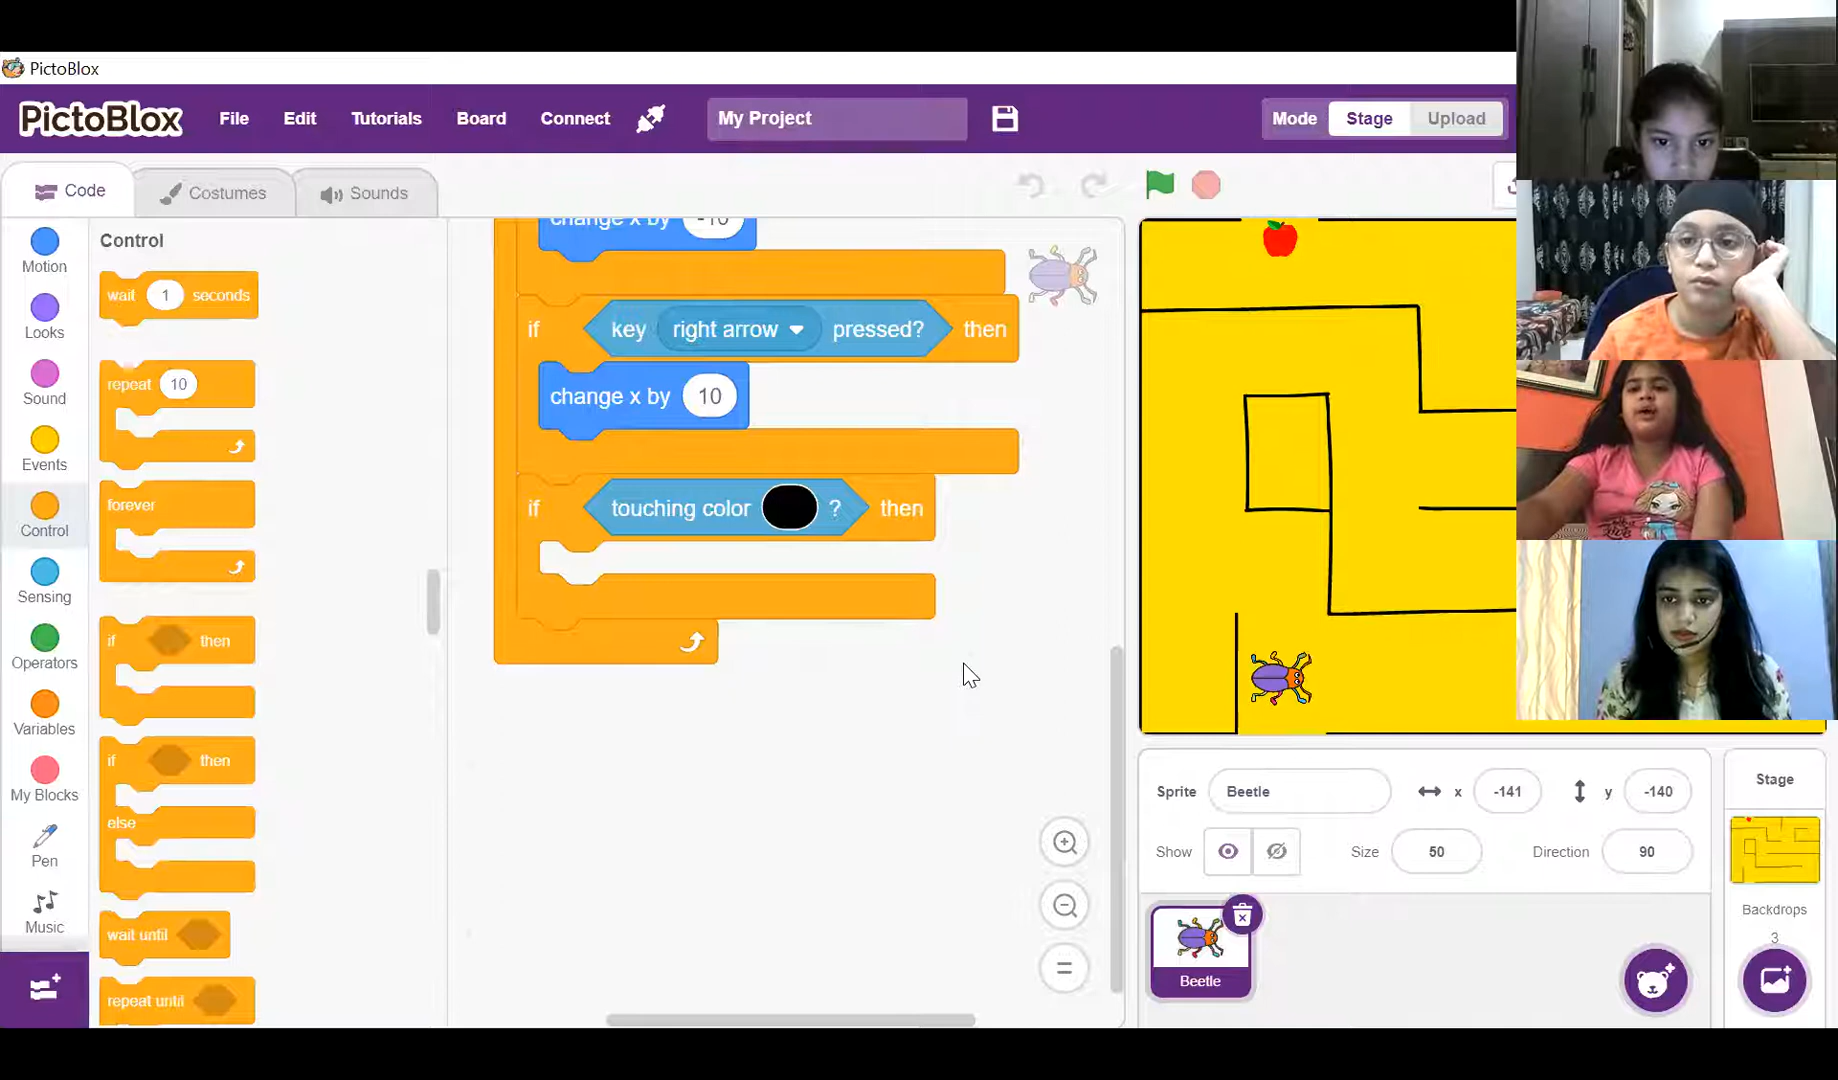 PictoBlox
PictoBlox
File
Edit
Tutorials
Board
Connect
My Project
Mode
Stage
Upload
Code
Costumes
Sounds
Motion
Looks
Sound
Events
Control
Sensing
Operators
Variables
My Blocks
Pen
Music
Control
wait 1 seconds
repeat 10
forever
if then
if then
else
wait until
repeat until
change x by -10
if key right arrow pressed? then
change x by 10
if touching color ? then
Sprite
Beetle
x
-141
y
-140
Show
Size
50
Direction
90
Beetle
Stage
Backdrops
3